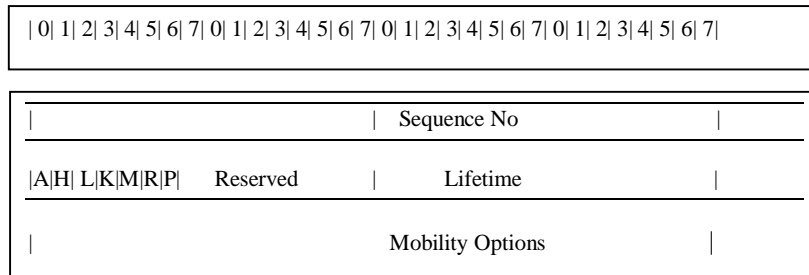 | 0| 1| 2| 3| 4| 5| 6| 7| 0| 1| 2| 3| 4| 5| 6| 7| 0| 1| 2| 3| 4| 5| 6| 7| 0| 1| 2| 3| 4| 5| 6| 7|
| | Sequence No |
|A|H| L|K|M|R|P| Reserved | Lifetime |
| Mobility Options |